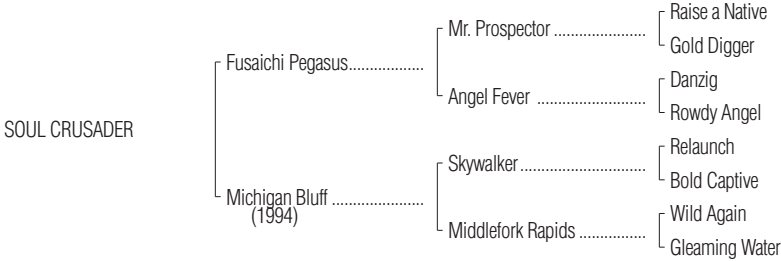 Raise a Native
Mr. Prospector ......................
Gold Digger
Fusaichi Pegasus..................
Danzig
Angel Fever ..........................
Rowdy Angel
SOUL CRUSADER
Relaunch
Skywalker..............................
Bold Captive
Michigan Bluff ......................
(1994)
Wild Again
Middlefork Rapids ................
Gleaming Water